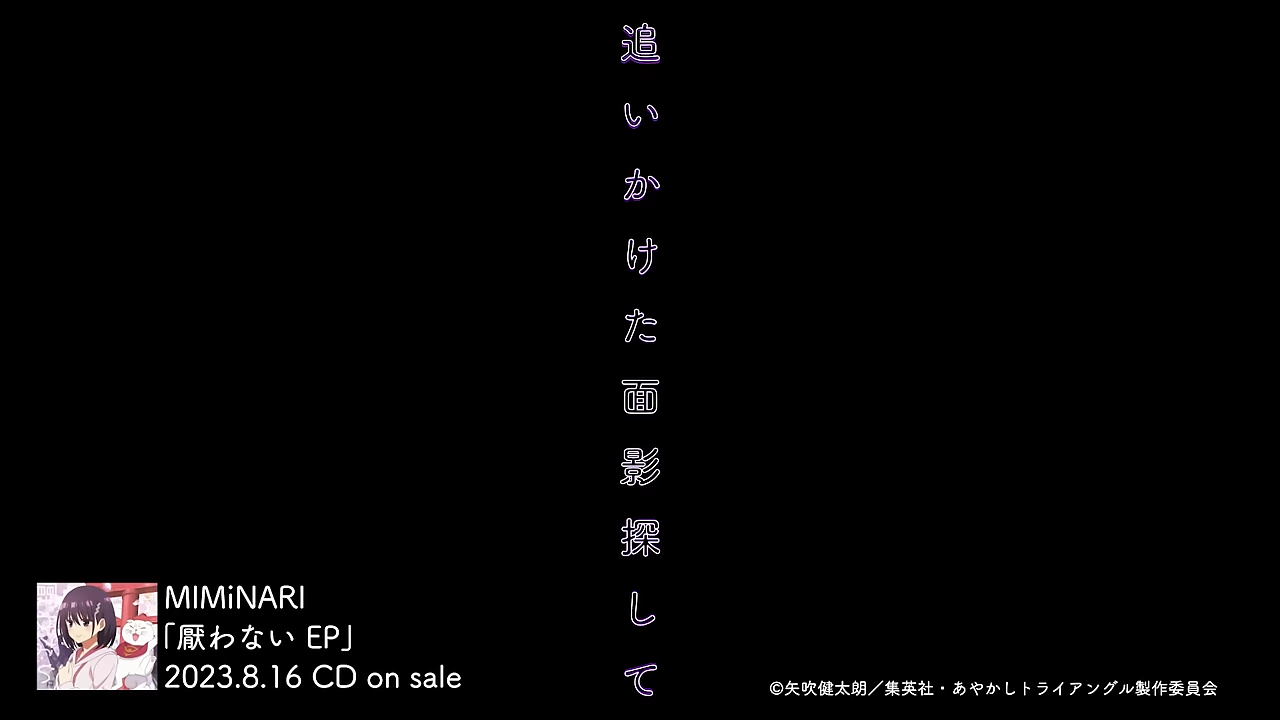 追いかけた面影探して
MIMiNARI
「厭わない EP」
2023.8.16 CD on sale
©矢吹健太朗／集英社・あやかしトライアングル製作委員会